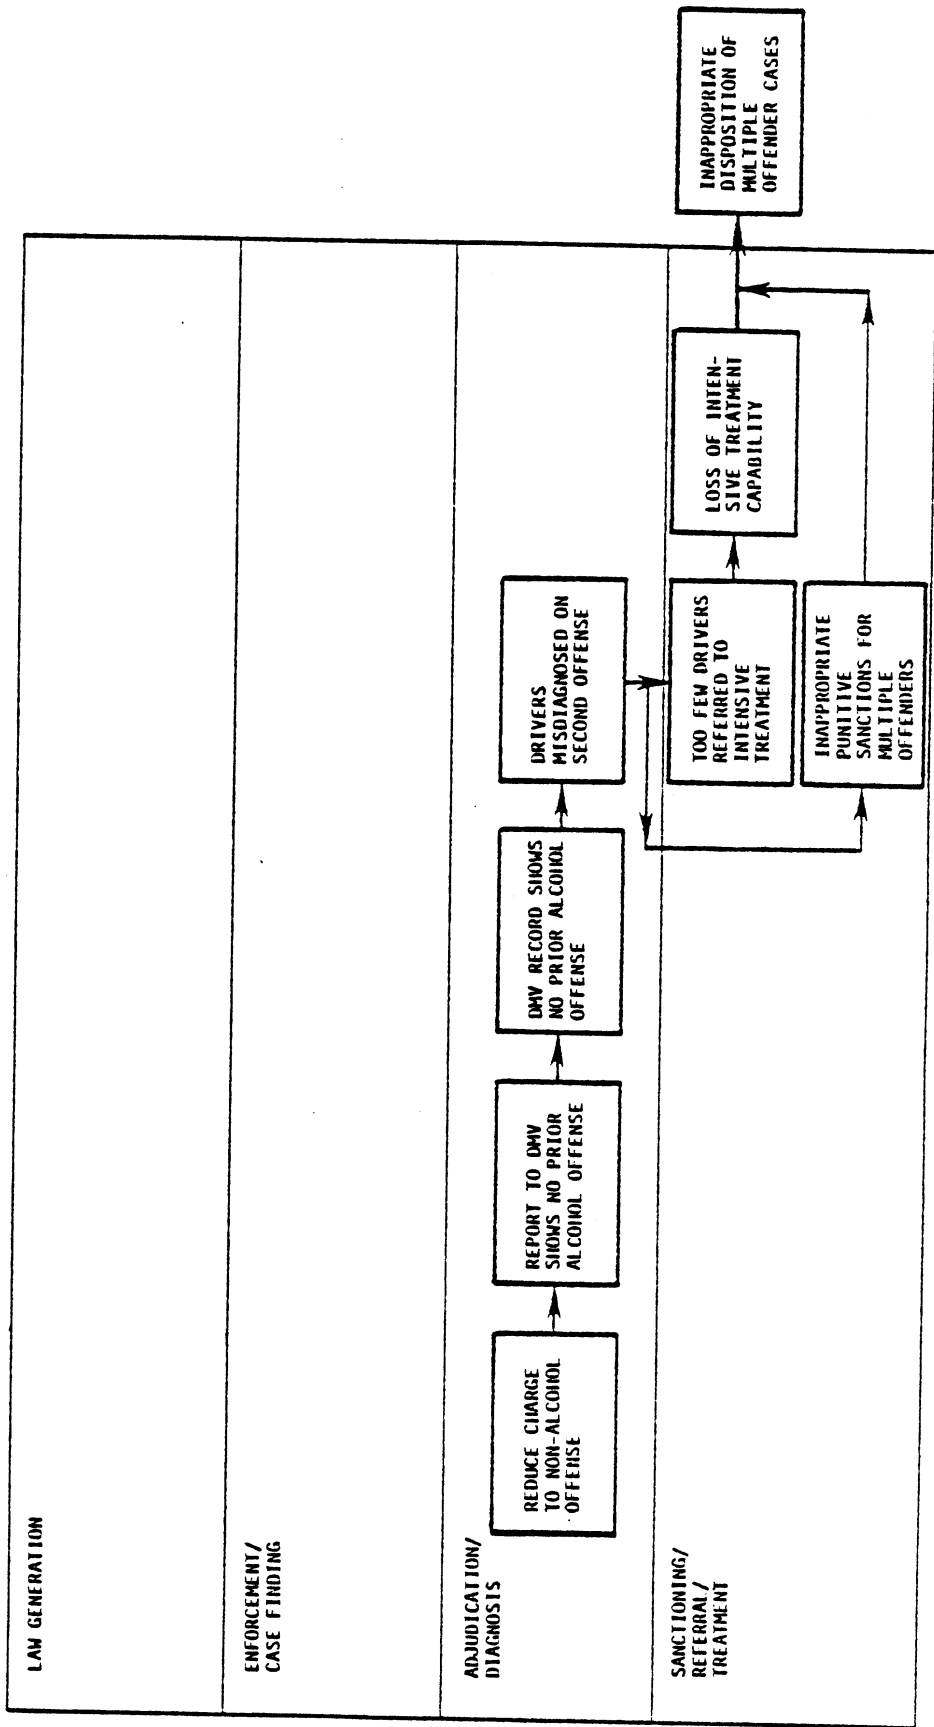 LAW GENERATION
ENFORCEMENT/
CASE FINDING
ADJUDICATION/
DIAGNOSIS
REDUCE CHARGE
TO NON-ALCOHOL
OFFENSE
REPORT TO DMV
SHOWS NO PRIOR
ALCOHOL OFFENSE
DMV RECORD SHOWS
NO PRIOR ALCOHOL
OFFENSE
DRIVERS
MISDIAGNOSED ON
SECOND OFFENSE
SANCTIONING/
REFERRAL/
TREATMENT
TOO FEW DRIVERS
REFERRED TO
INTENSIVE
TREATMENT
LOSS OF INTEN-
SIVE TREATMENT
CAPABILITY
INAPPROPRIATE
DISPOSITION OF
MULTIPLE
OFFENDER CASES
INAPPROPRIATE
PUNITIVE
SANCTIONS FOR
MULTIPLE
OFFENDERS